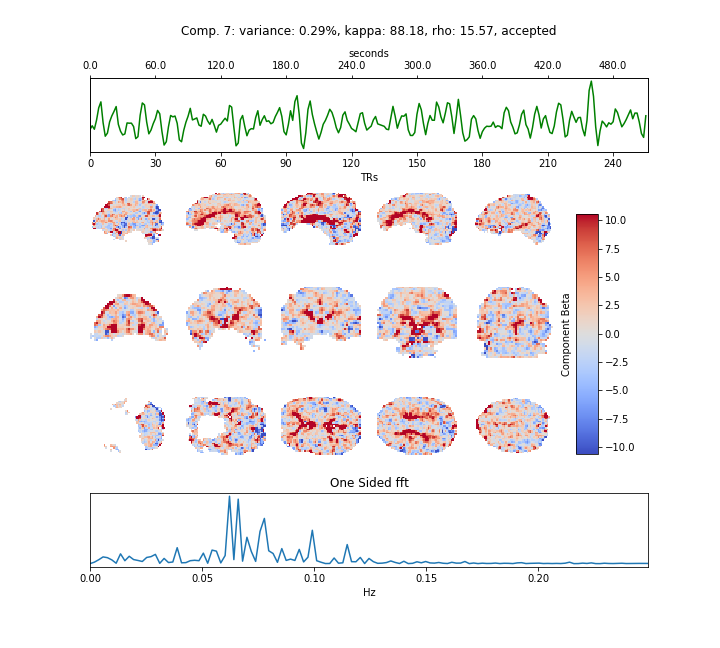 Comp. 7: variance: 0.29%, kappa: 88.18, rho: 15.57, accepted
seconds
0.0 60.0 120.0 180.0 240.0 300.0 360.0 420.0 480.0
0 30 60 90 120 150 180 210 240
TRs
10.0
7.5
5.0
2.5
0.0
−2.5
−5.0
−7.5
−10.0
Component Beta
One Sided fft
0.00 0.05 0.10 0.15 0.20
Hz